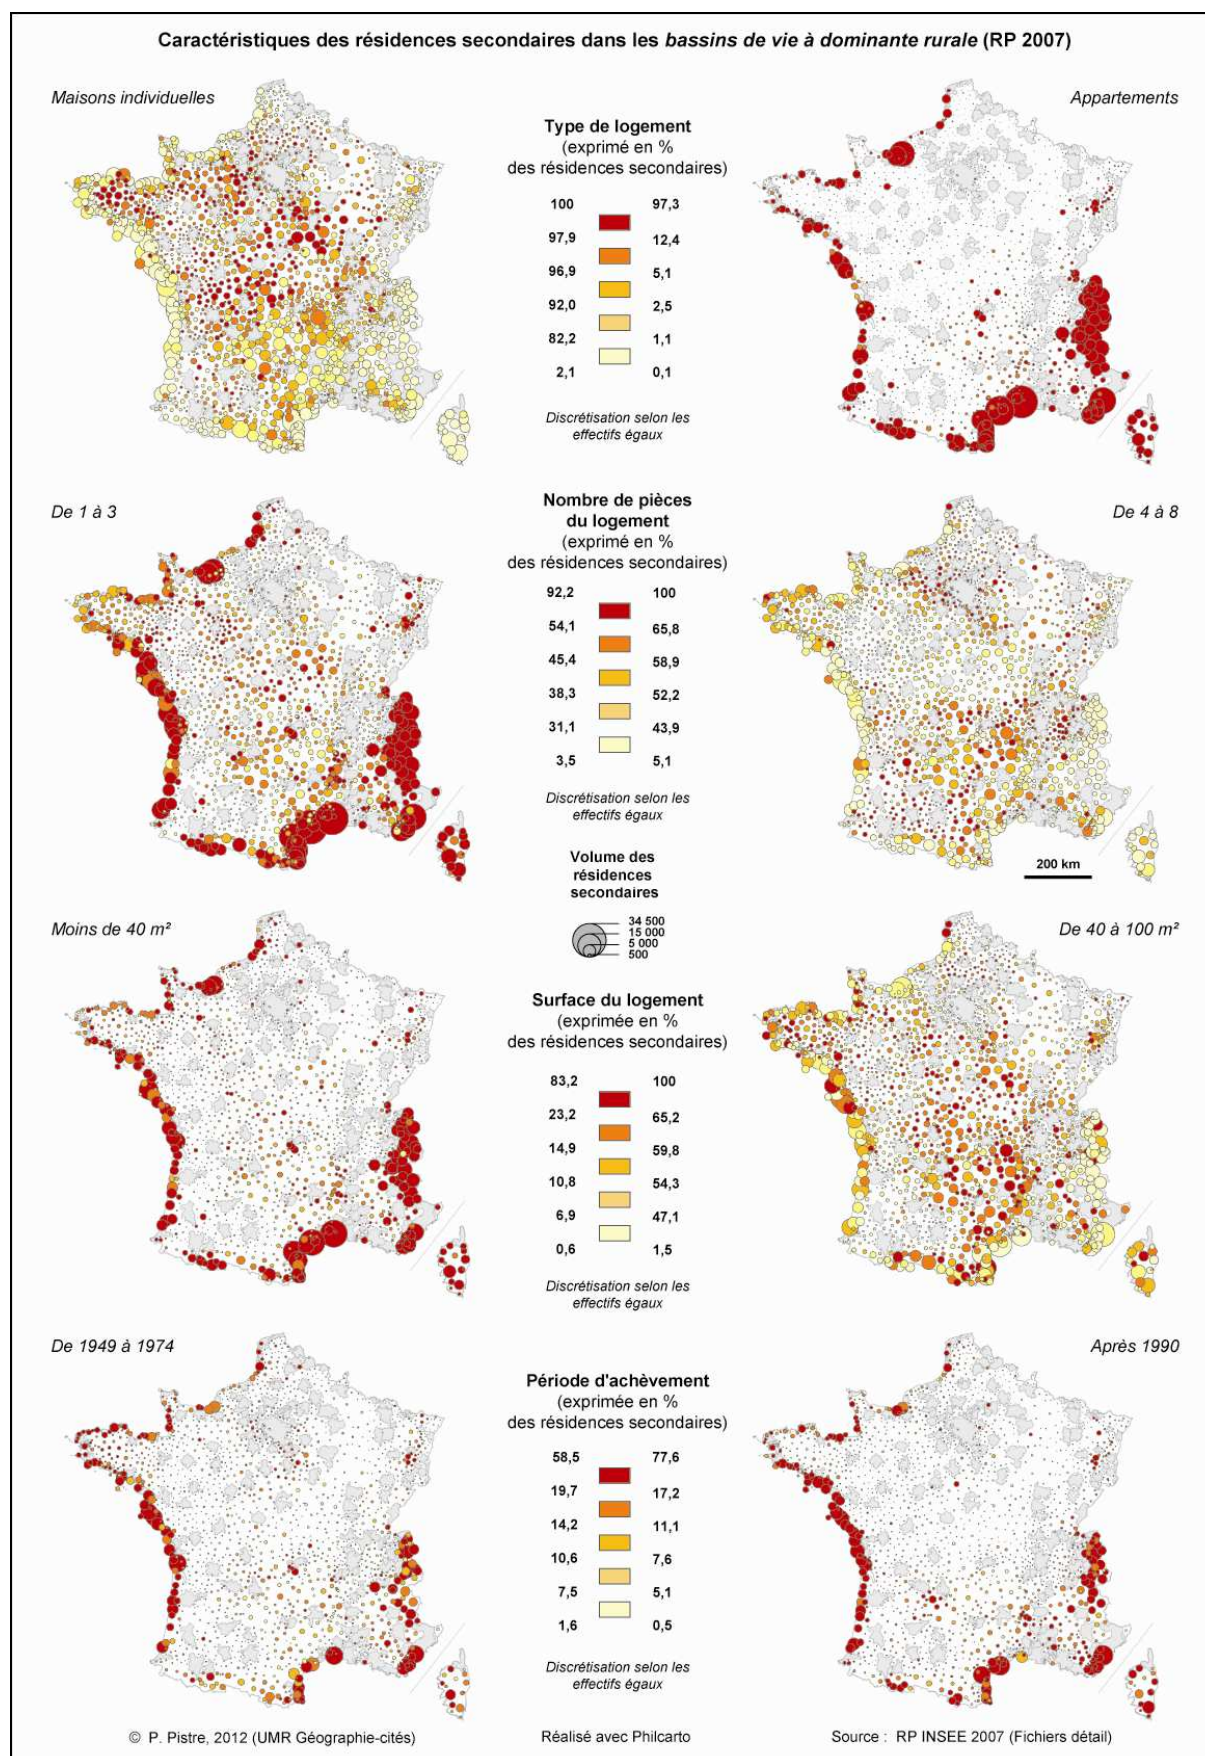 Caractéristiques des résidences secondaires dans les bassins de vie à dominante rurale (RP 2007)
Maisons individuelles
Appartements
Type de logement
(exprimé en %
des résidences secondaires)
100 97,3
97,9 12,4
96,9 5,1
92,0 2,5
82,2 1,1
2,1 0,1
Discrétisation selon les
effectifs égaux
De 1 à 3
De 4 à 8
Nombre de pièces
du logement
(exprimé en %
des résidences secondaires)
92,2 100
54,1 65,8
45,4 58,9
38,3 52,2
31,1 43,9
3,5 5,1
Discrétisation selon les
effectifs égaux
200 km
Volume des
résidences
secondaires
34 500
15 000
5 000
500
Moins de 40 m²
De 40 à 100 m²
Surface du logement
(exprimée en %
des résidences secondaires)
83,2 100
23,2 65,2
14,9 59,8
10,8 54,3
6,9 47,1
0,6 1,5
Discrétisation selon les
effectifs égaux
De 1949 à 1974
Après 1990
Période d'achèvement
(exprimée en %
des résidences secondaires)
58,5 77,6
19,7 17,2
14,2 11,1
10,6 7,6
7,5 5,1
1,6 0,5
Discrétisation selon les
effectifs égaux
© P. Pistre, 2012 (UMR Géographie-cités)
Réalisé avec Philcarto
Source : RP INSEE 2007 (Fichiers détail)